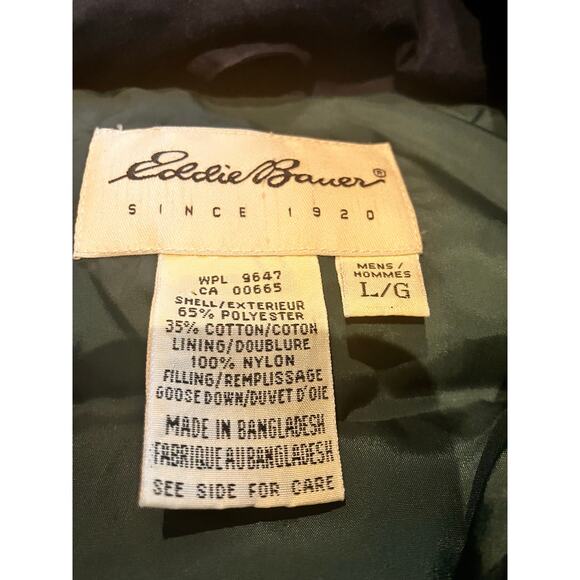 Eddie Bauer®
SINCE 1920
MENS/
HOMMES
L/G
WPL 9647
CA 00665
SHELL/EXTERIEUR
65% POLYESTER
35% COTTON/COTON
LINING/DOUBLURE
100% NYLON
FILLING/REMPLISSAGE
GOOSE DOWN/DUVET D'OIE
MADE IN BANGLADESH
FABRIQUE AU BANGLADESH
SEE SIDE FOR CARE